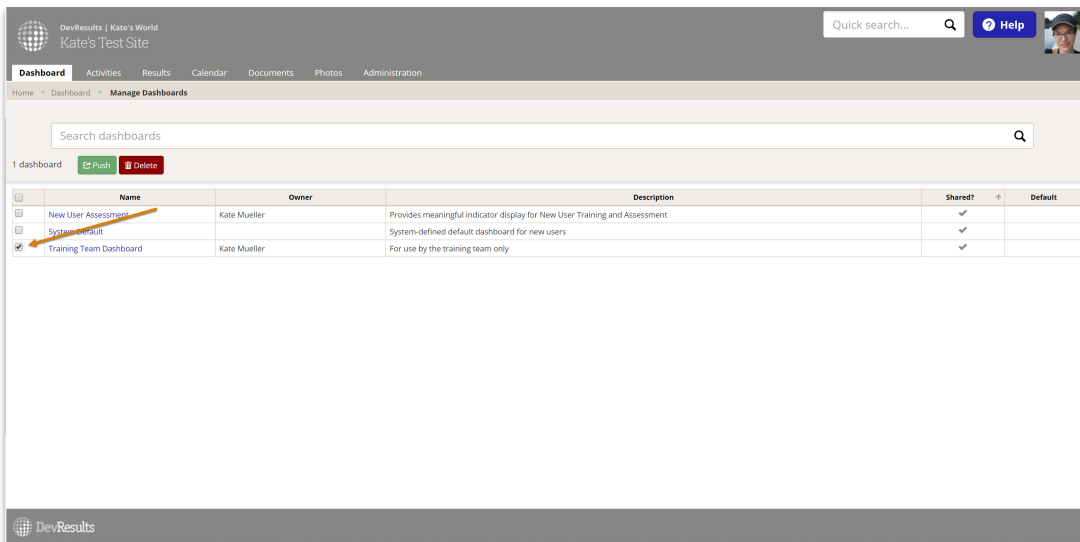 DevResults | Kate's World
Kate's Test Site
Quick search...
Help
Dashboard Activities Results Calendar Documents Photos Administration
Home Dashboard Manage Dashboards
Search dashboards
1 dashboard Push Delete
Name Owner Description Shared? Default
New User Assessment Kate Mueller Provides meaningful indicator display for New User Training and Assessment
System Default System-defined default dashboard for new users
Training Team Dashboard Kate Mueller For use by the training team only
DevResults